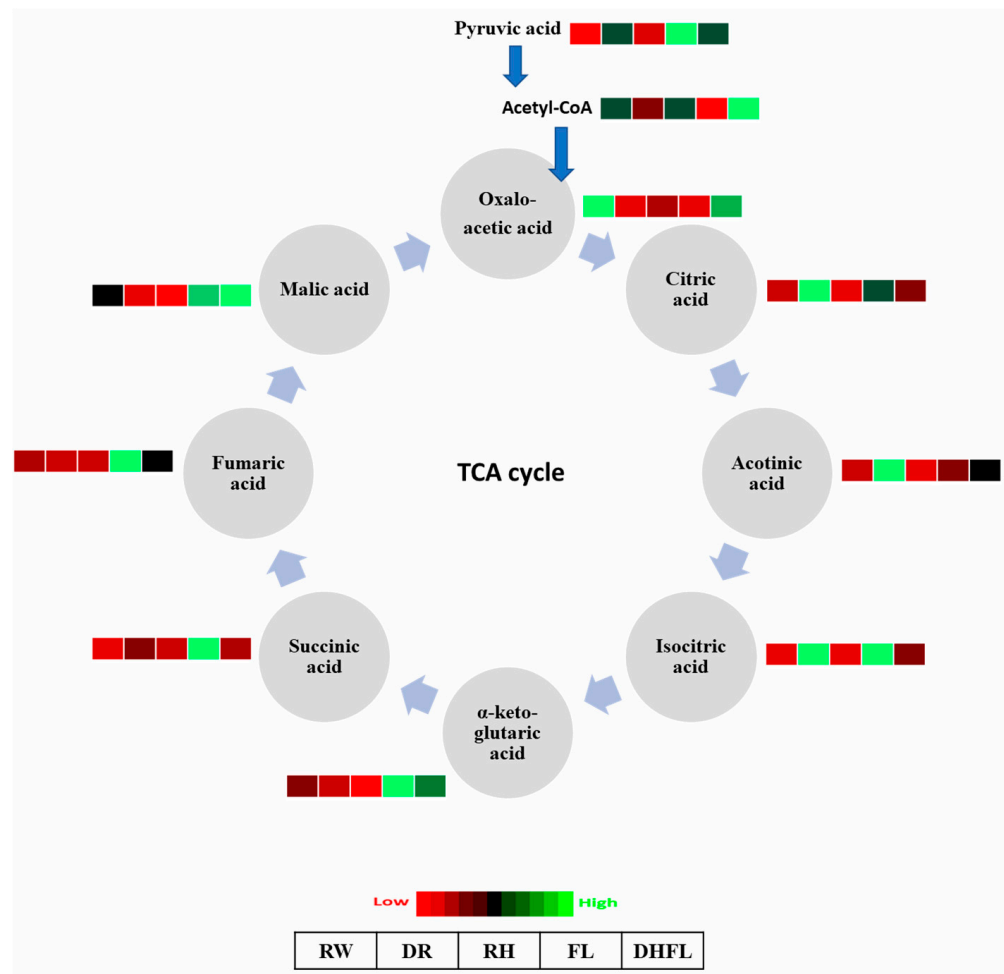 Pyruvic acid
Acetyl-CoA
Oxalo-
acetic acid
Citric
acid
Acotinic
acid
Isocitric
acid
α-keto-
glutaric
acid
Succinic
acid
Fumaric
acid
Malic acid
TCA cycle
Low High
RW DR RH FL DHFL